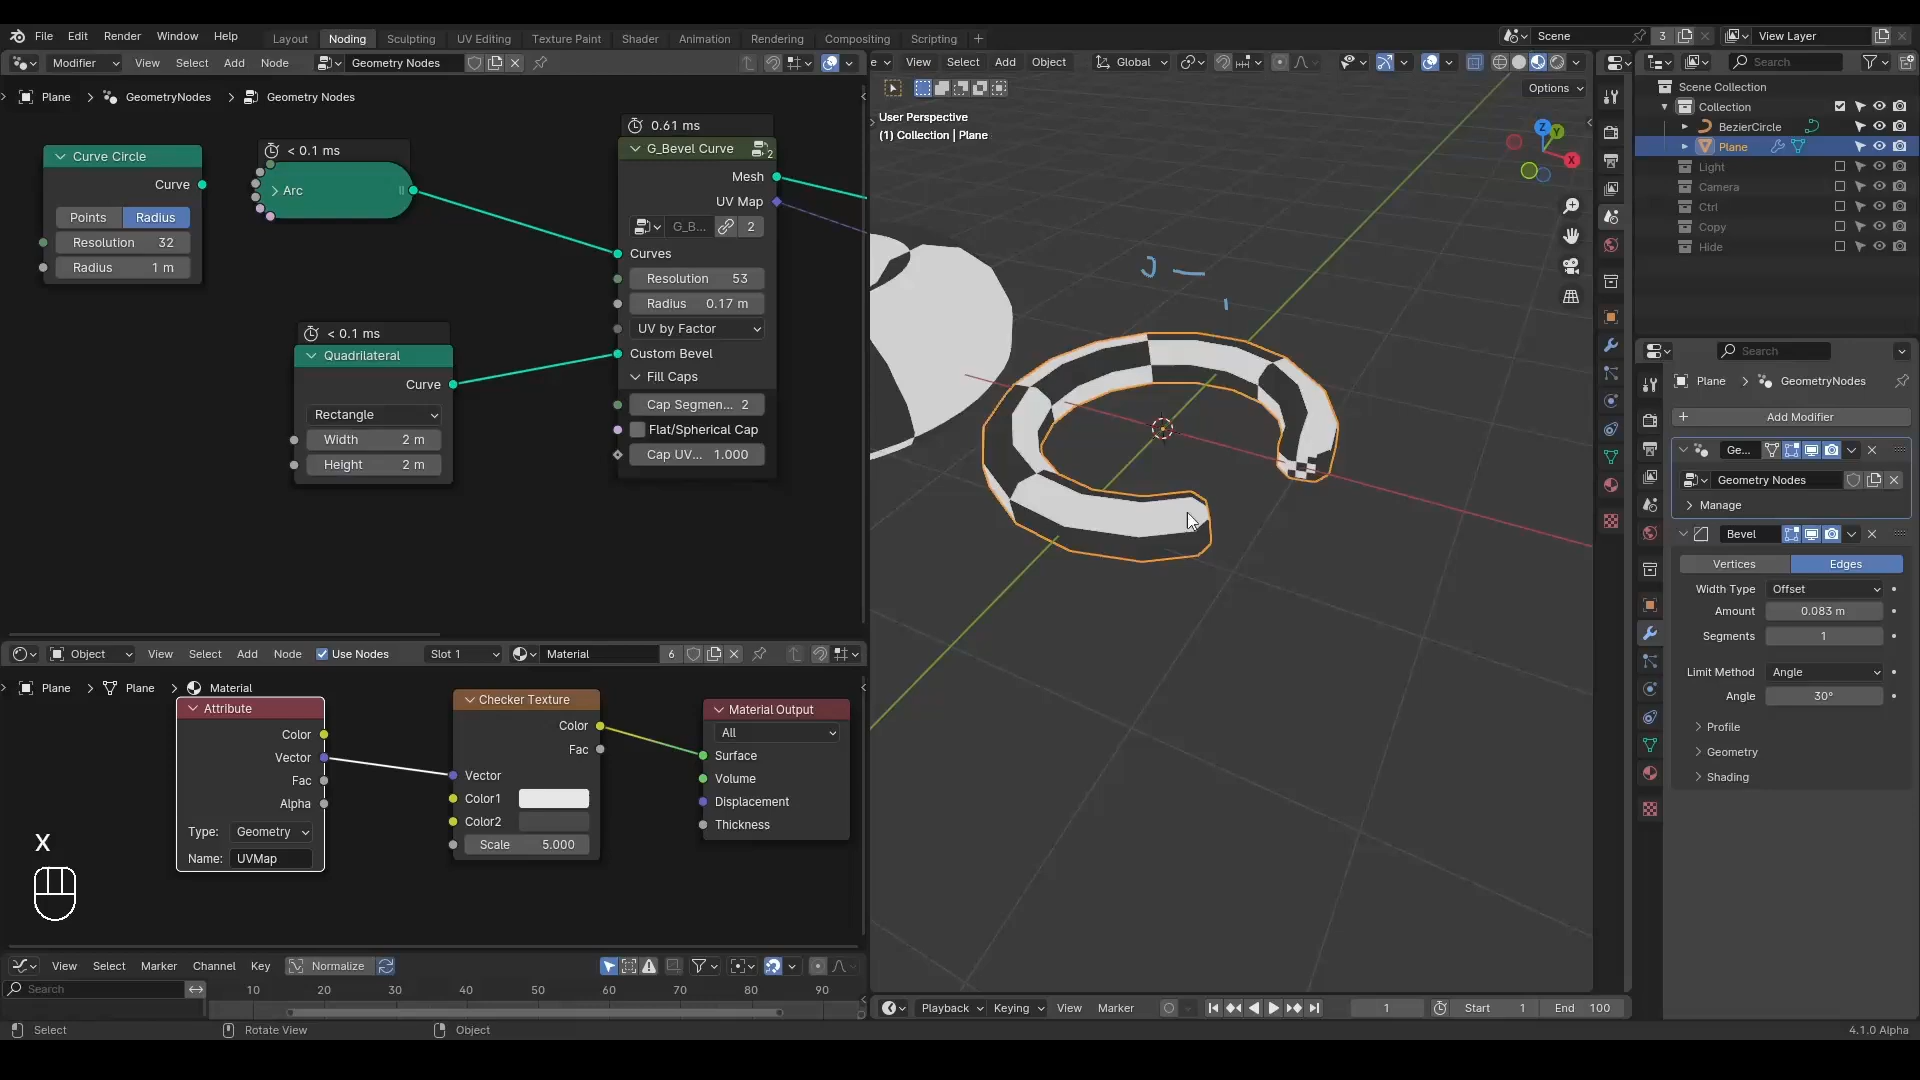 File Edit Render Window Help Layout Noding Sculpting UV Editing Texture Paint Shader Animation Rendering Compositing Scripting + Scene 3 View Layer
Modifier View Select Add Node Geometry Nodes
View Select Add Object Global
Search
Plane > GeometryNodes > Geometry Nodes
Options
User Perspective
(1) Collection | Plane
Z
Y
X
0.61 ms
G_Bevel Curve 2
Mesh
UV Map
G_B... 2
Curves
Resolution 53
Radius 0.17 m
UV by Factor
Custom Bevel
Fill Caps
Cap Segmen... 2
Flat/Spherical Cap
Cap UV... 1.000
< 0.1 ms
Arc
Curve Circle
Curve
Points Radius
Resolution 32
Radius 1 m
< 0.1 ms
Quadrilateral
Curve
Rectangle
Width 2 m
Height 2 m
Scene Collection
Collection
BezierCircle
Plane
Light
Camera
Ctrl
Copy
Hide
Search
Plane > GeometryNodes
Add Modifier
Ge...
Geometry Nodes
Manage
Bevel
Vertices Edges
Width Type Offset
Amount 0.083 m
Segments 1
Limit Method Angle
Angle 30°
Profile
Geometry
Shading
Object View Select Add Node Use Nodes Slot 1 Material 6
Plane > Plane > Material
Attribute
Color
Vector
Fac
Alpha
Type: Geometry
Name: UVMap
Checker Texture
Color
Fac
Vector
Color1
Color2
Scale 5.000
Material Output
All
Surface
Volume
Displacement
Thickness
X
View Select Marker Channel Key Normalize
Search
10 20 30 40 50 60 70 80 90
Playback Keying View Marker 1 Start 1 End 100
Select Rotate View Object 4.1.0 Alpha